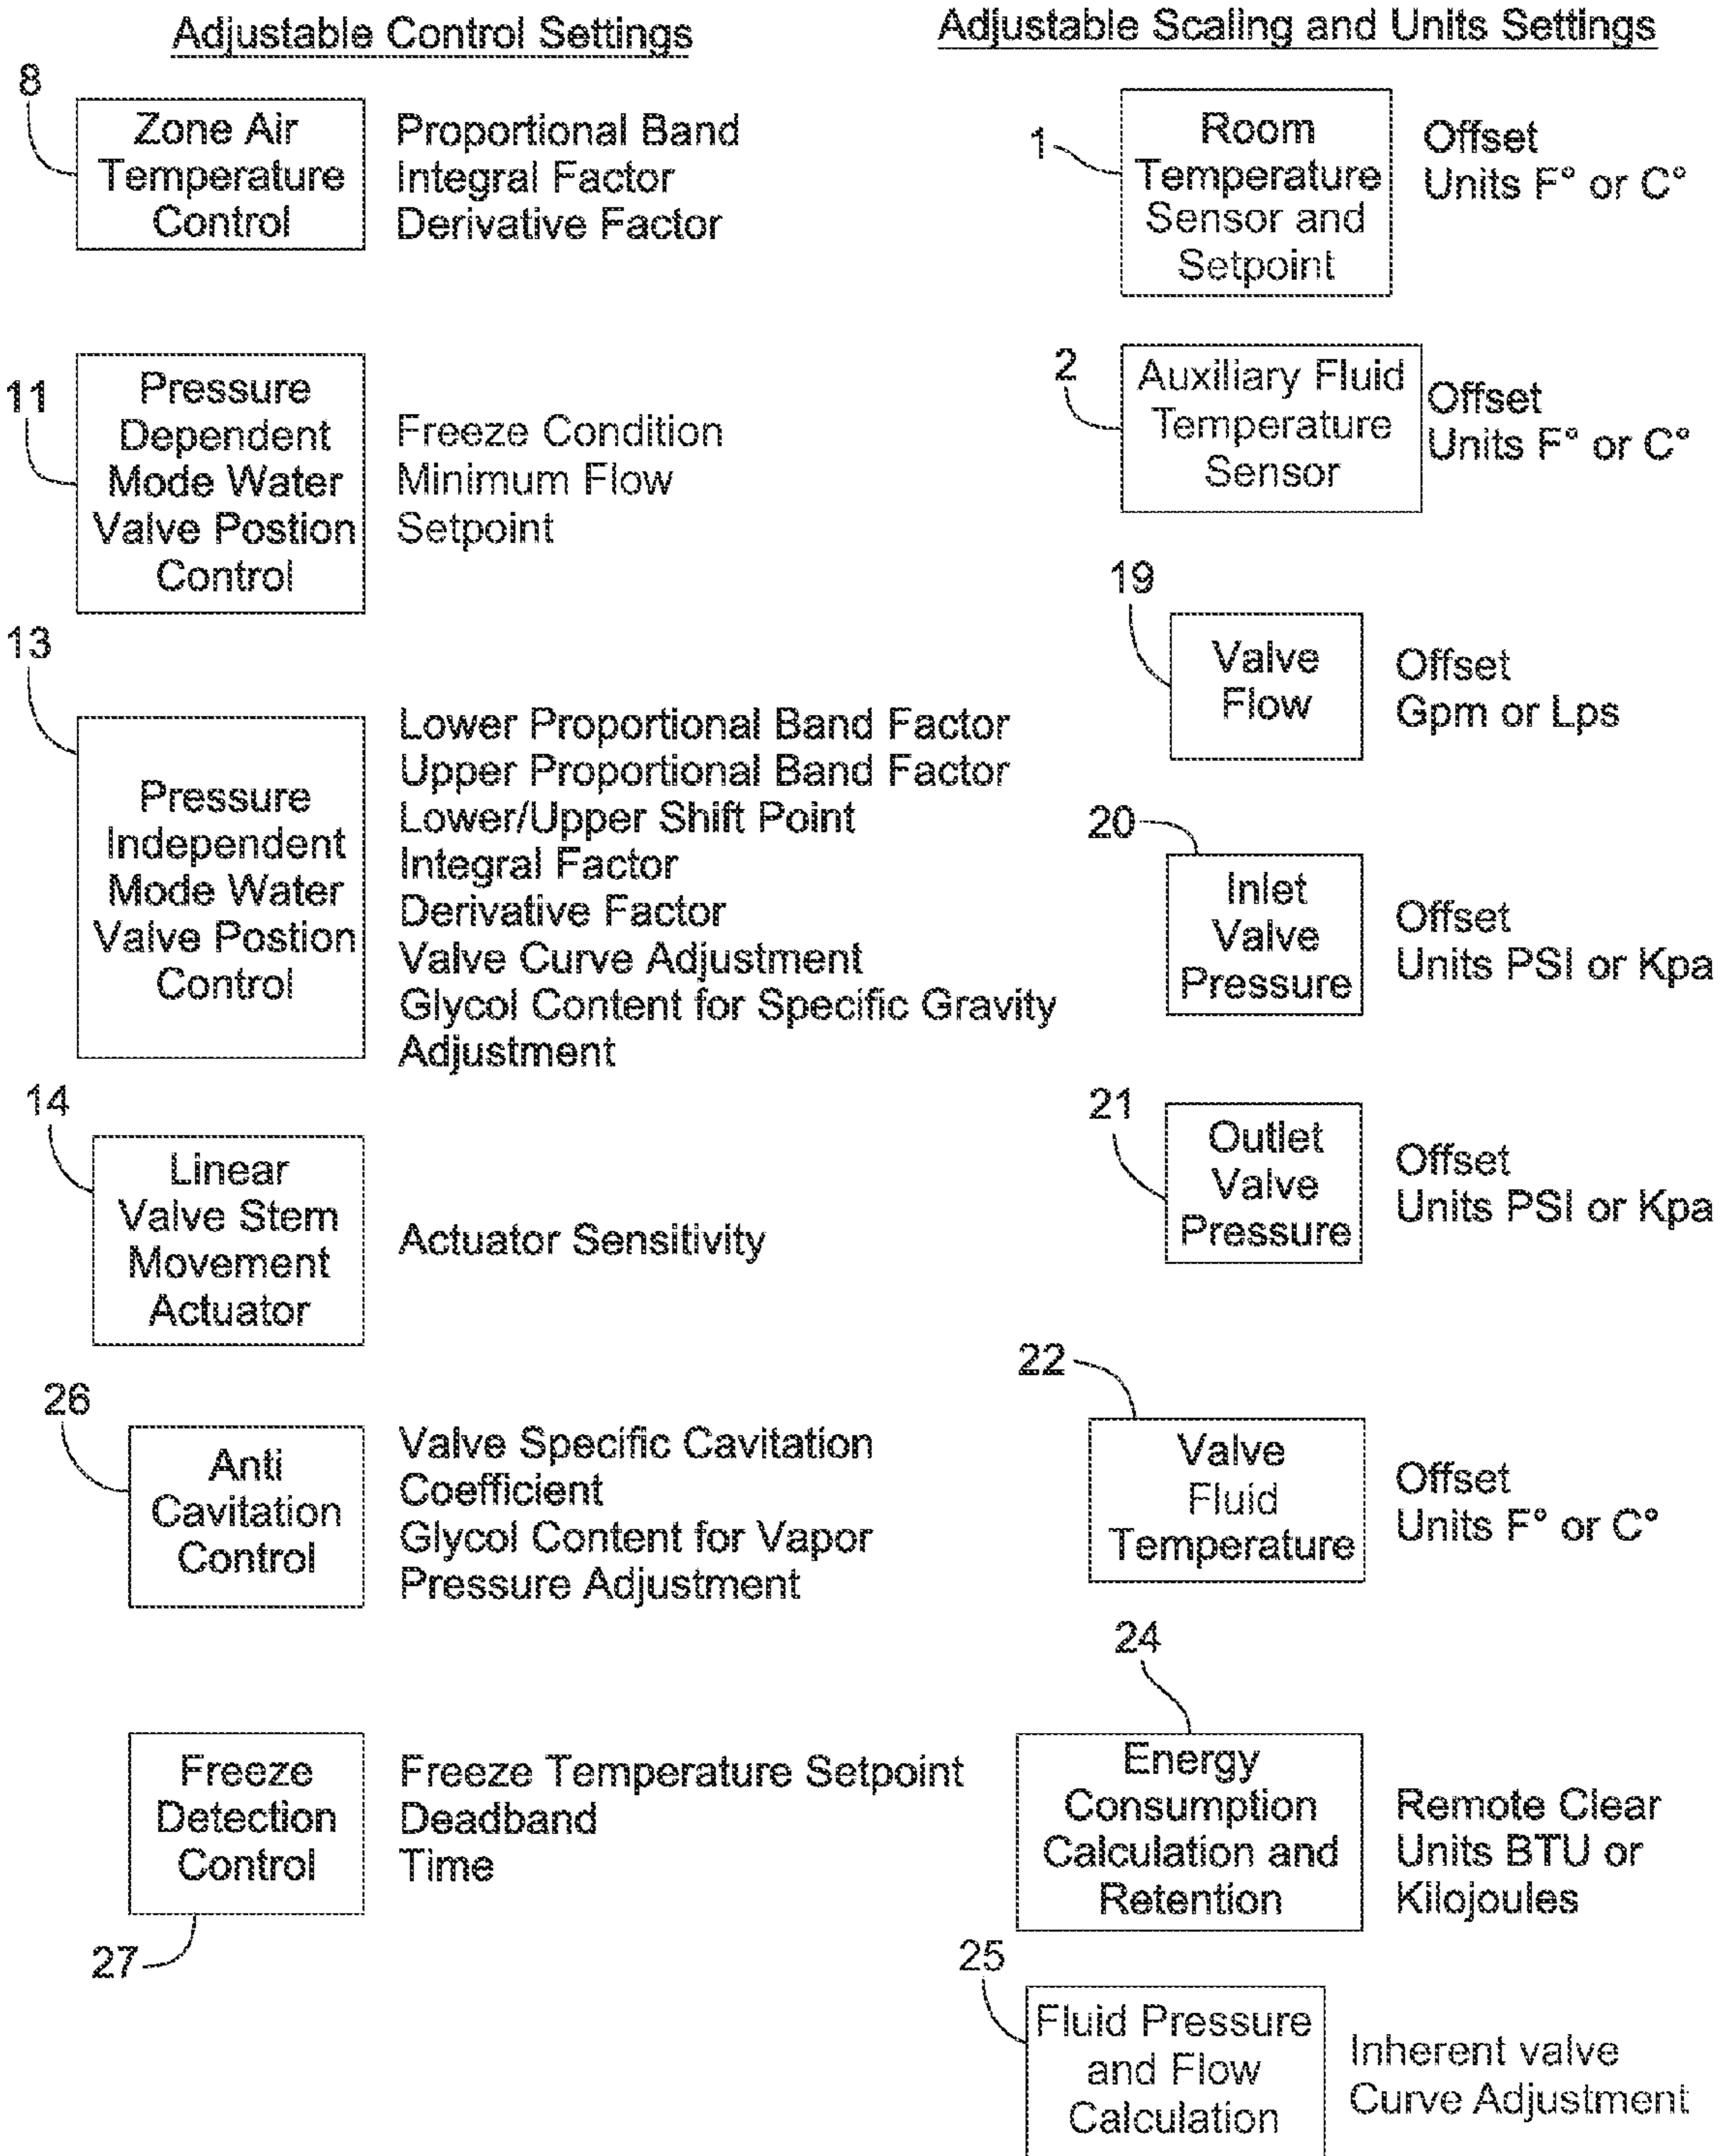 Adjustable Control Settings
8
Zone Air
Temperature
Control
Proportional Band
Integral Factor
Derivative Factor
11
Pressure
Dependent
Mode Water
Valve Postion
Control
Freeze Condition
Minimum Flow
Setpoint
13
Pressure
Independent
Mode Water
Valve Postion
Control
Lower Proportional Band Factor
Upper Proportional Band Factor
Lower/Upper Shift Point
Integral Factor
Derivative Factor
Valve Curve Adjustment
Glycol Content for Specific Gravity
Adjustment
14
Linear
Valve Stem
Movement
Actuator
Actuator Sensitivity
26
Anti
Cavitation
Control
Valve Specific Cavitation
Coefficient
Glycol Content for Vapor
Pressure Adjustment
Freeze
Detection
Control
27
Freeze Temperature Setpoint
Deadband
Time
Adjustable Scaling and Units Settings
1
Room
Temperature
Sensor and
Setpoint
Offset
Units F° or C°
2
Auxiliary Fluid
Temperature
Sensor
Offset
Units F° or C°
19
Valve
Flow
Offset
Gpm or Lps
20
Inlet
Valve
Pressure
Offset
Units PSI or Kpa
21
Outlet
Valve
Pressure
Offset
Units PSI or Kpa
22
Valve
Fluid
Temperature
Offset
Units F° or C°
24
Energy
Consumption
Calculation and
Retention
Remote Clear
Units BTU or
Kilojoules
25
Fluid Pressure
and Flow
Calculation
Inherent valve
Curve Adjustment